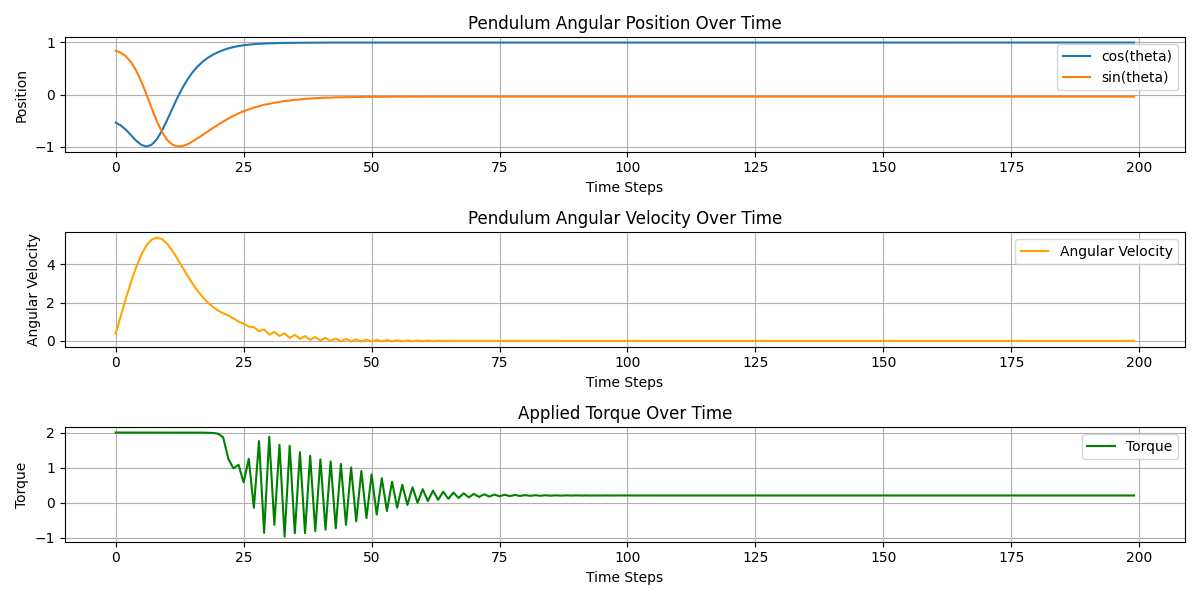 Pendulum Angular Position Over Time
1
0
−1
Position
cos(theta)
sin(theta)
0 25 50 75 100 125 150 175 200
Time Steps
Pendulum Angular Velocity Over Time
4
2
0
Angular Velocity
Angular Velocity
0 25 50 75 100 125 150 175 200
Time Steps
Applied Torque Over Time
2
1
0
−1
Torque
Torque
0 25 50 75 100 125 150 175 200
Time Steps